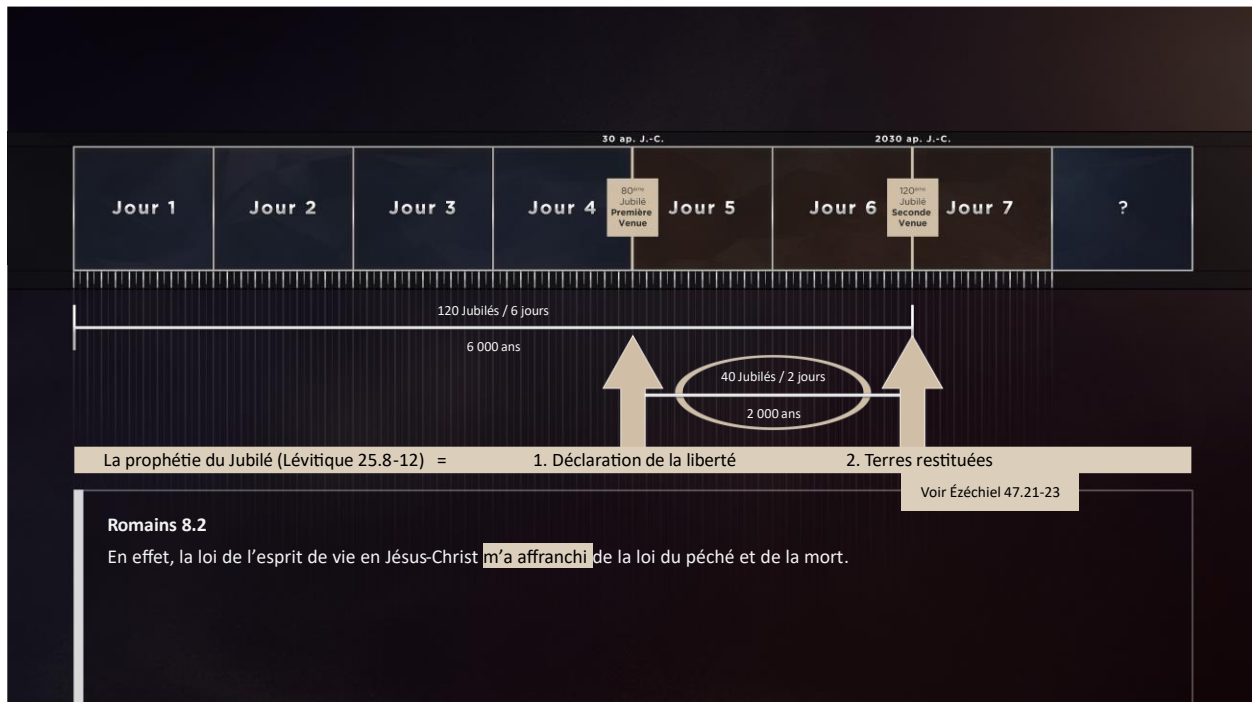 30 ap. J.-C.
2030 ap. J.-C.
Jour 1
Jour 2
Jour 3
Jour 4
80ème
Jubilé
Première
Venue
Jour 5
Jour 6
120ème
Jubilé
Seconde
Venue
Jour 7
?
120 Jubilés / 6 jours
6 000 ans
40 Jubilés / 2 jours
2 000 ans
La prophétie du Jubilé (Lévitique 25.8-12) =
1. Déclaration de la liberté
2. Terres restituées
Voir Ézéchiel 47.21-23
Romains 8.2
En effet, la loi de l’esprit de vie en Jésus-Christ m’a affranchi de la loi du péché et de la mort.